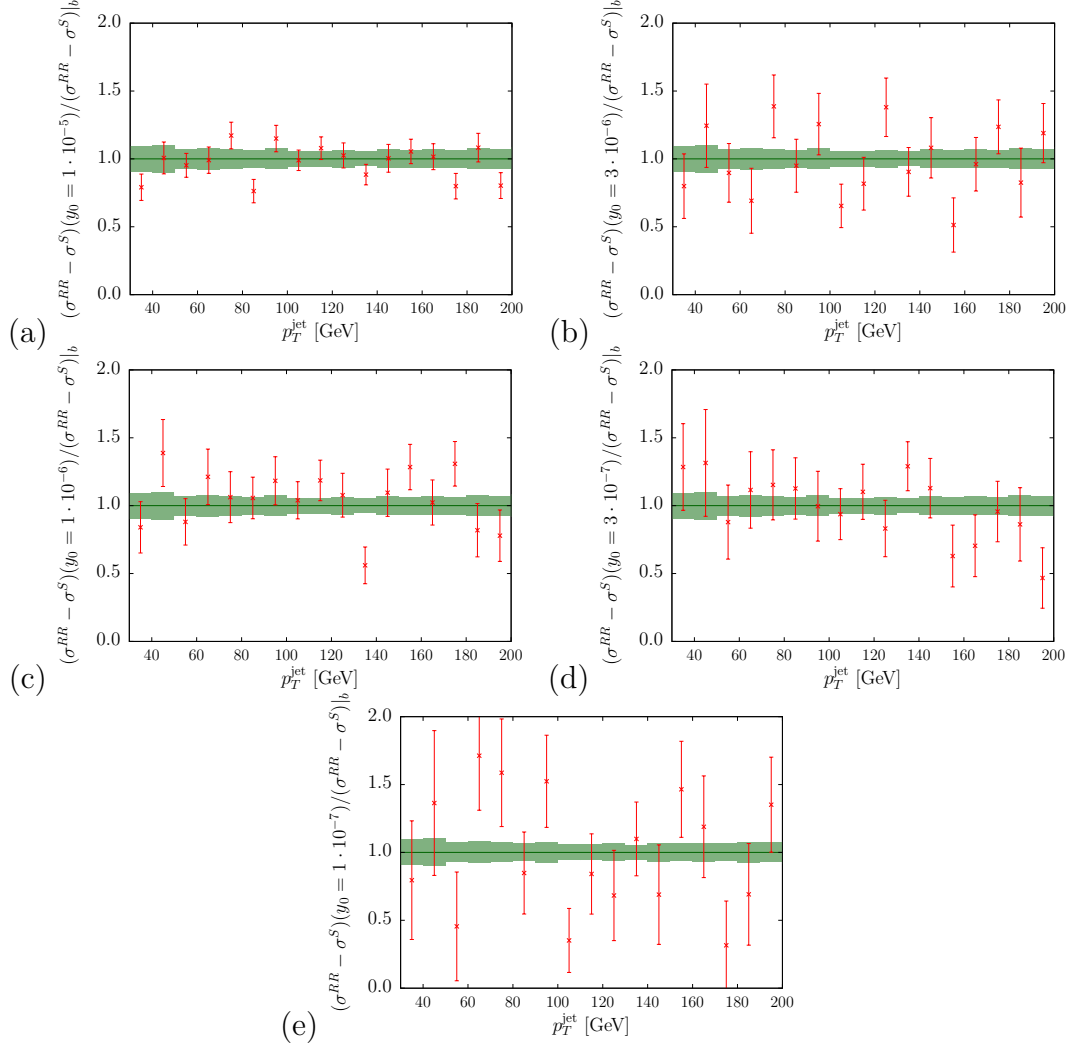 (σ^{RR} − σ^S)(y_0 = 1 · 10^{−5})/(σ^{RR} − σ^S)|_b
2.0
1.5
1.0
0.5
0.0
40 60 80 100 120 140 160 180 200
p_T^{jet} [GeV]
(a)
(σ^{RR} − σ^S)(y_0 = 3 · 10^{−6})/(σ^{RR} − σ^S)|_b
2.0
1.5
1.0
0.5
0.0
40 60 80 100 120 140 160 180 200
p_T^{jet} [GeV]
(b)
(σ^{RR} − σ^S)(y_0 = 1 · 10^{−6})/(σ^{RR} − σ^S)|_b
2.0
1.5
1.0
0.5
0.0
40 60 80 100 120 140 160 180 200
p_T^{jet} [GeV]
(c)
(σ^{RR} − σ^S)(y_0 = 3 · 10^{−7})/(σ^{RR} − σ^S)|_b
2.0
1.5
1.0
0.5
0.0
40 60 80 100 120 140 160 180 200
p_T^{jet} [GeV]
(d)
(σ^{RR} − σ^S)(y_0 = 1 · 10^{−7})/(σ^{RR} − σ^S)|_b
2.0
1.5
1.0
0.5
0.0
40 60 80 100 120 140 160 180 200
p_T^{jet} [GeV]
(e)